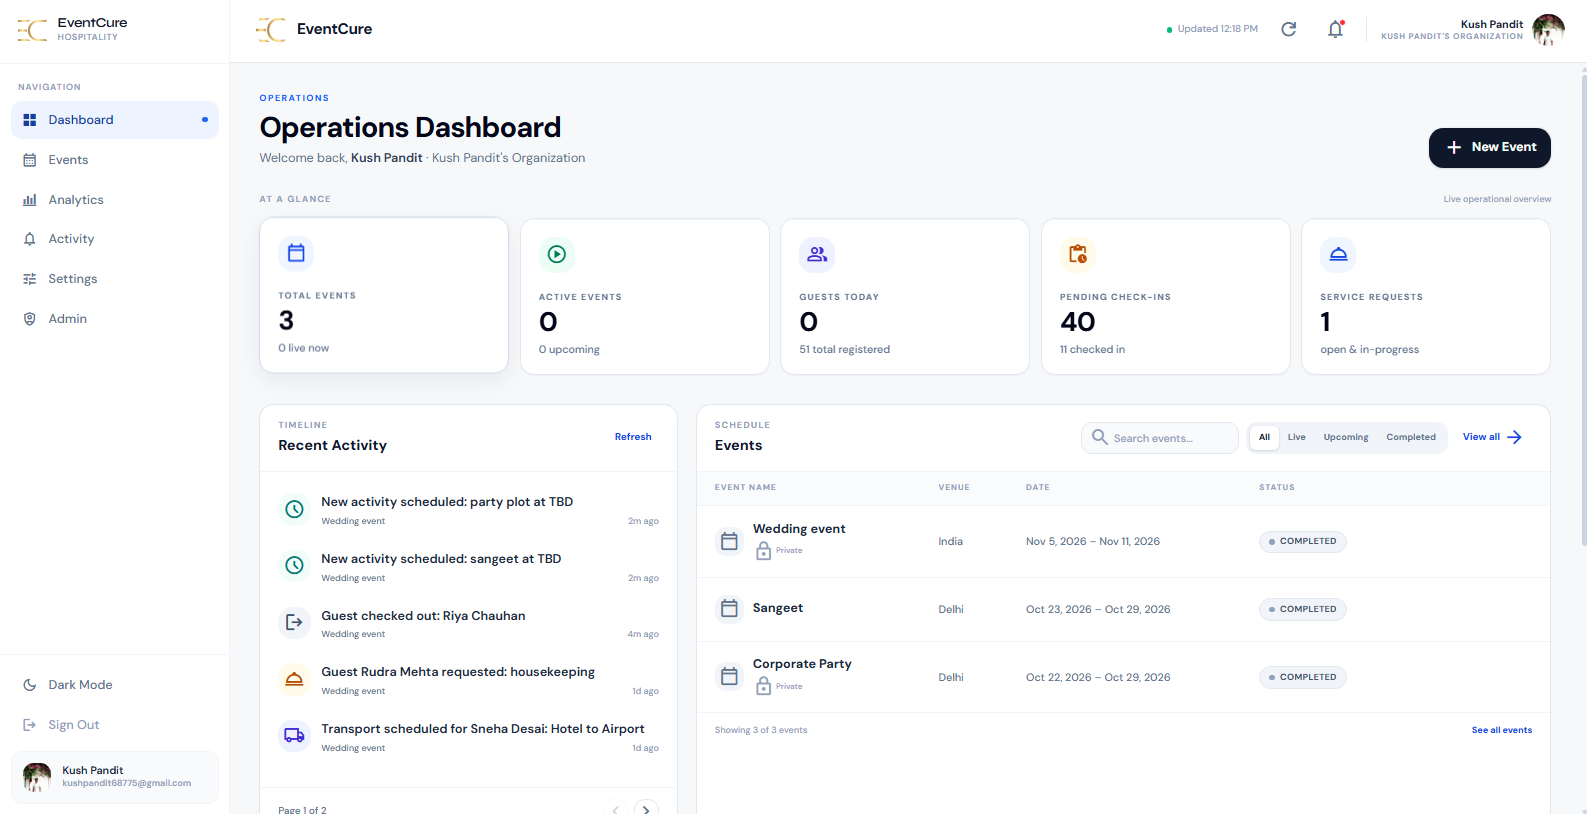 EventCure
HOSPITALITY
NAVIGATION
Dashboard
Events
Analytics
Activity
Settings
Admin
Dark Mode
Sign Out
Kush Pandit
kushpandit68775@gmail.com
EventCure
Updated 12:18 PM
Kush Pandit
KUSH PANDIT'S ORGANIZATION
OPERATIONS
Operations Dashboard
Welcome back, Kush Pandit · Kush Pandit's Organization
New Event
AT A GLANCE
Live operational overview
TOTAL EVENTS
3
0 live now
ACTIVE EVENTS
0
0 upcoming
GUESTS TODAY
0
51 total registered
PENDING CHECK-INS
40
11 checked in
SERVICE REQUESTS
1
open & in-progress
TIMELINE
Recent Activity
Refresh
New activity scheduled: party plot at TBD
Wedding event
2m ago
New activity scheduled: sangeet at TBD
Wedding event
2m ago
Guest checked out: Riya Chauhan
Wedding event
4m ago
Guest Rudra Mehta requested: housekeeping
Wedding event
1d ago
Transport scheduled for Sneha Desai: Hotel to Airport
Wedding event
1d ago
Page 1 of 2
SCHEDULE
Events
Search events...
All
Live
Upcoming
Completed
View all
EVENT NAME VENUE DATE STATUS
Wedding event
Private
India
Nov 5, 2026 – Nov 11, 2026
COMPLETED
Sangeet
Delhi
Oct 23, 2026 – Oct 29, 2026
COMPLETED
Corporate Party
Private
Delhi
Oct 22, 2026 – Oct 29, 2026
COMPLETED
Showing 3 of 3 events
See all events